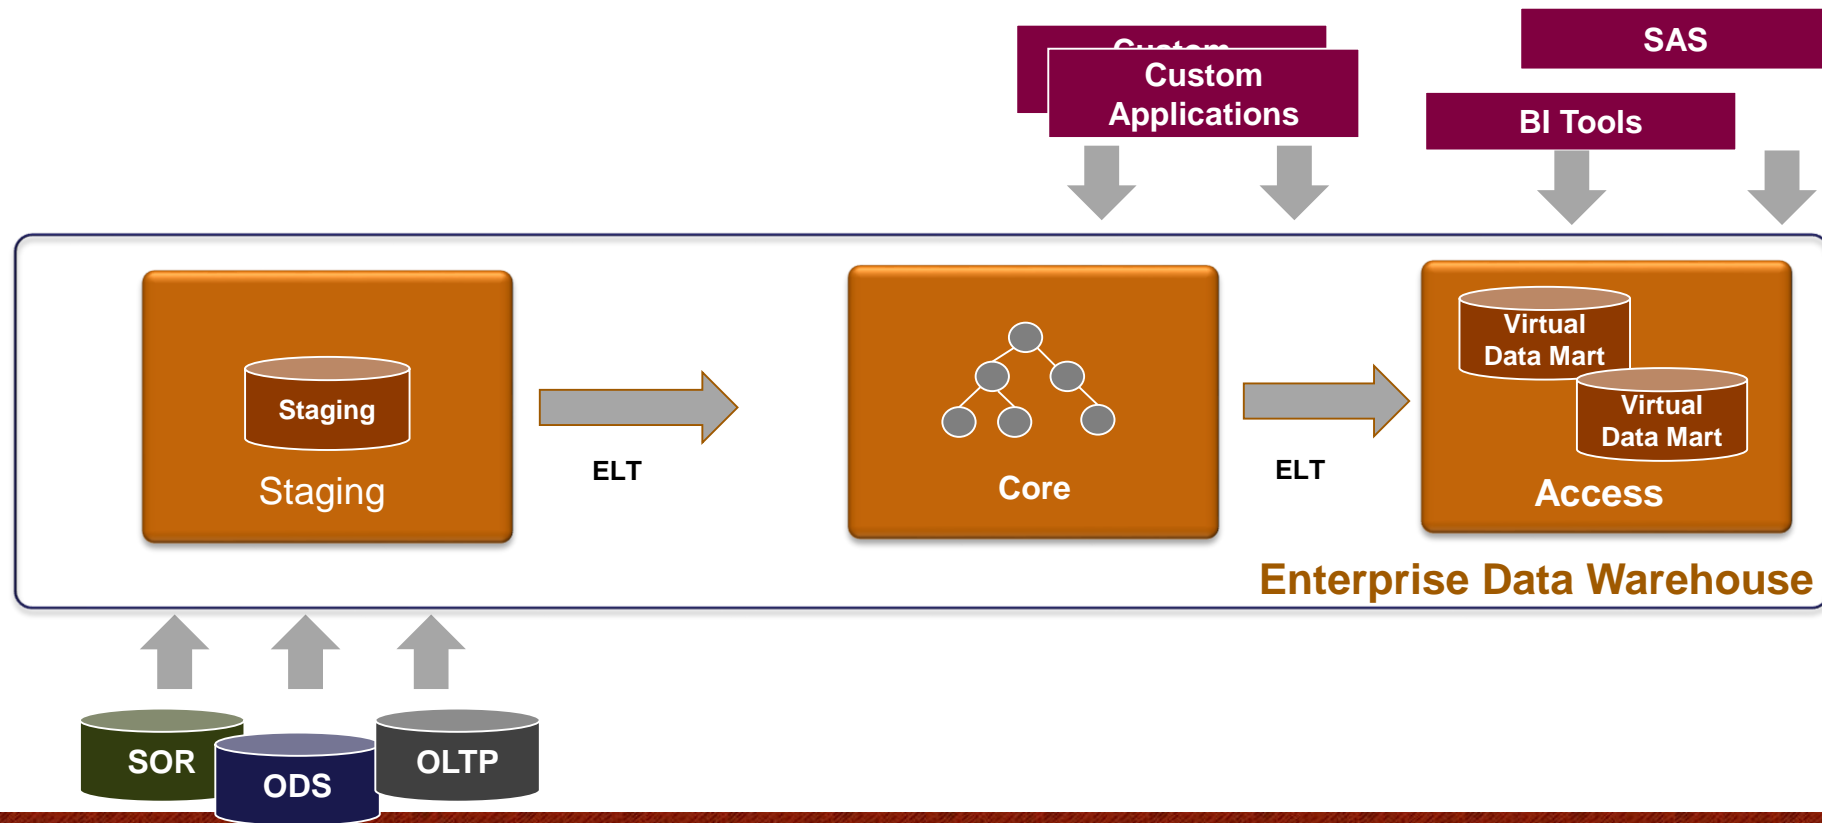 Custom
Custom
Applications
SAS
BI Tools
Staging
Staging
ELT
Core
ELT
Virtual
Data Mart
Virtual
Data Mart
Access
Enterprise Data Warehouse
SOR
ODS
OLTP